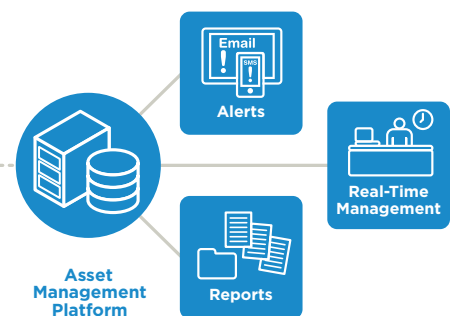 Email
SMS
Alerts
Real-Time
Management
Asset
Management
Platform
Reports